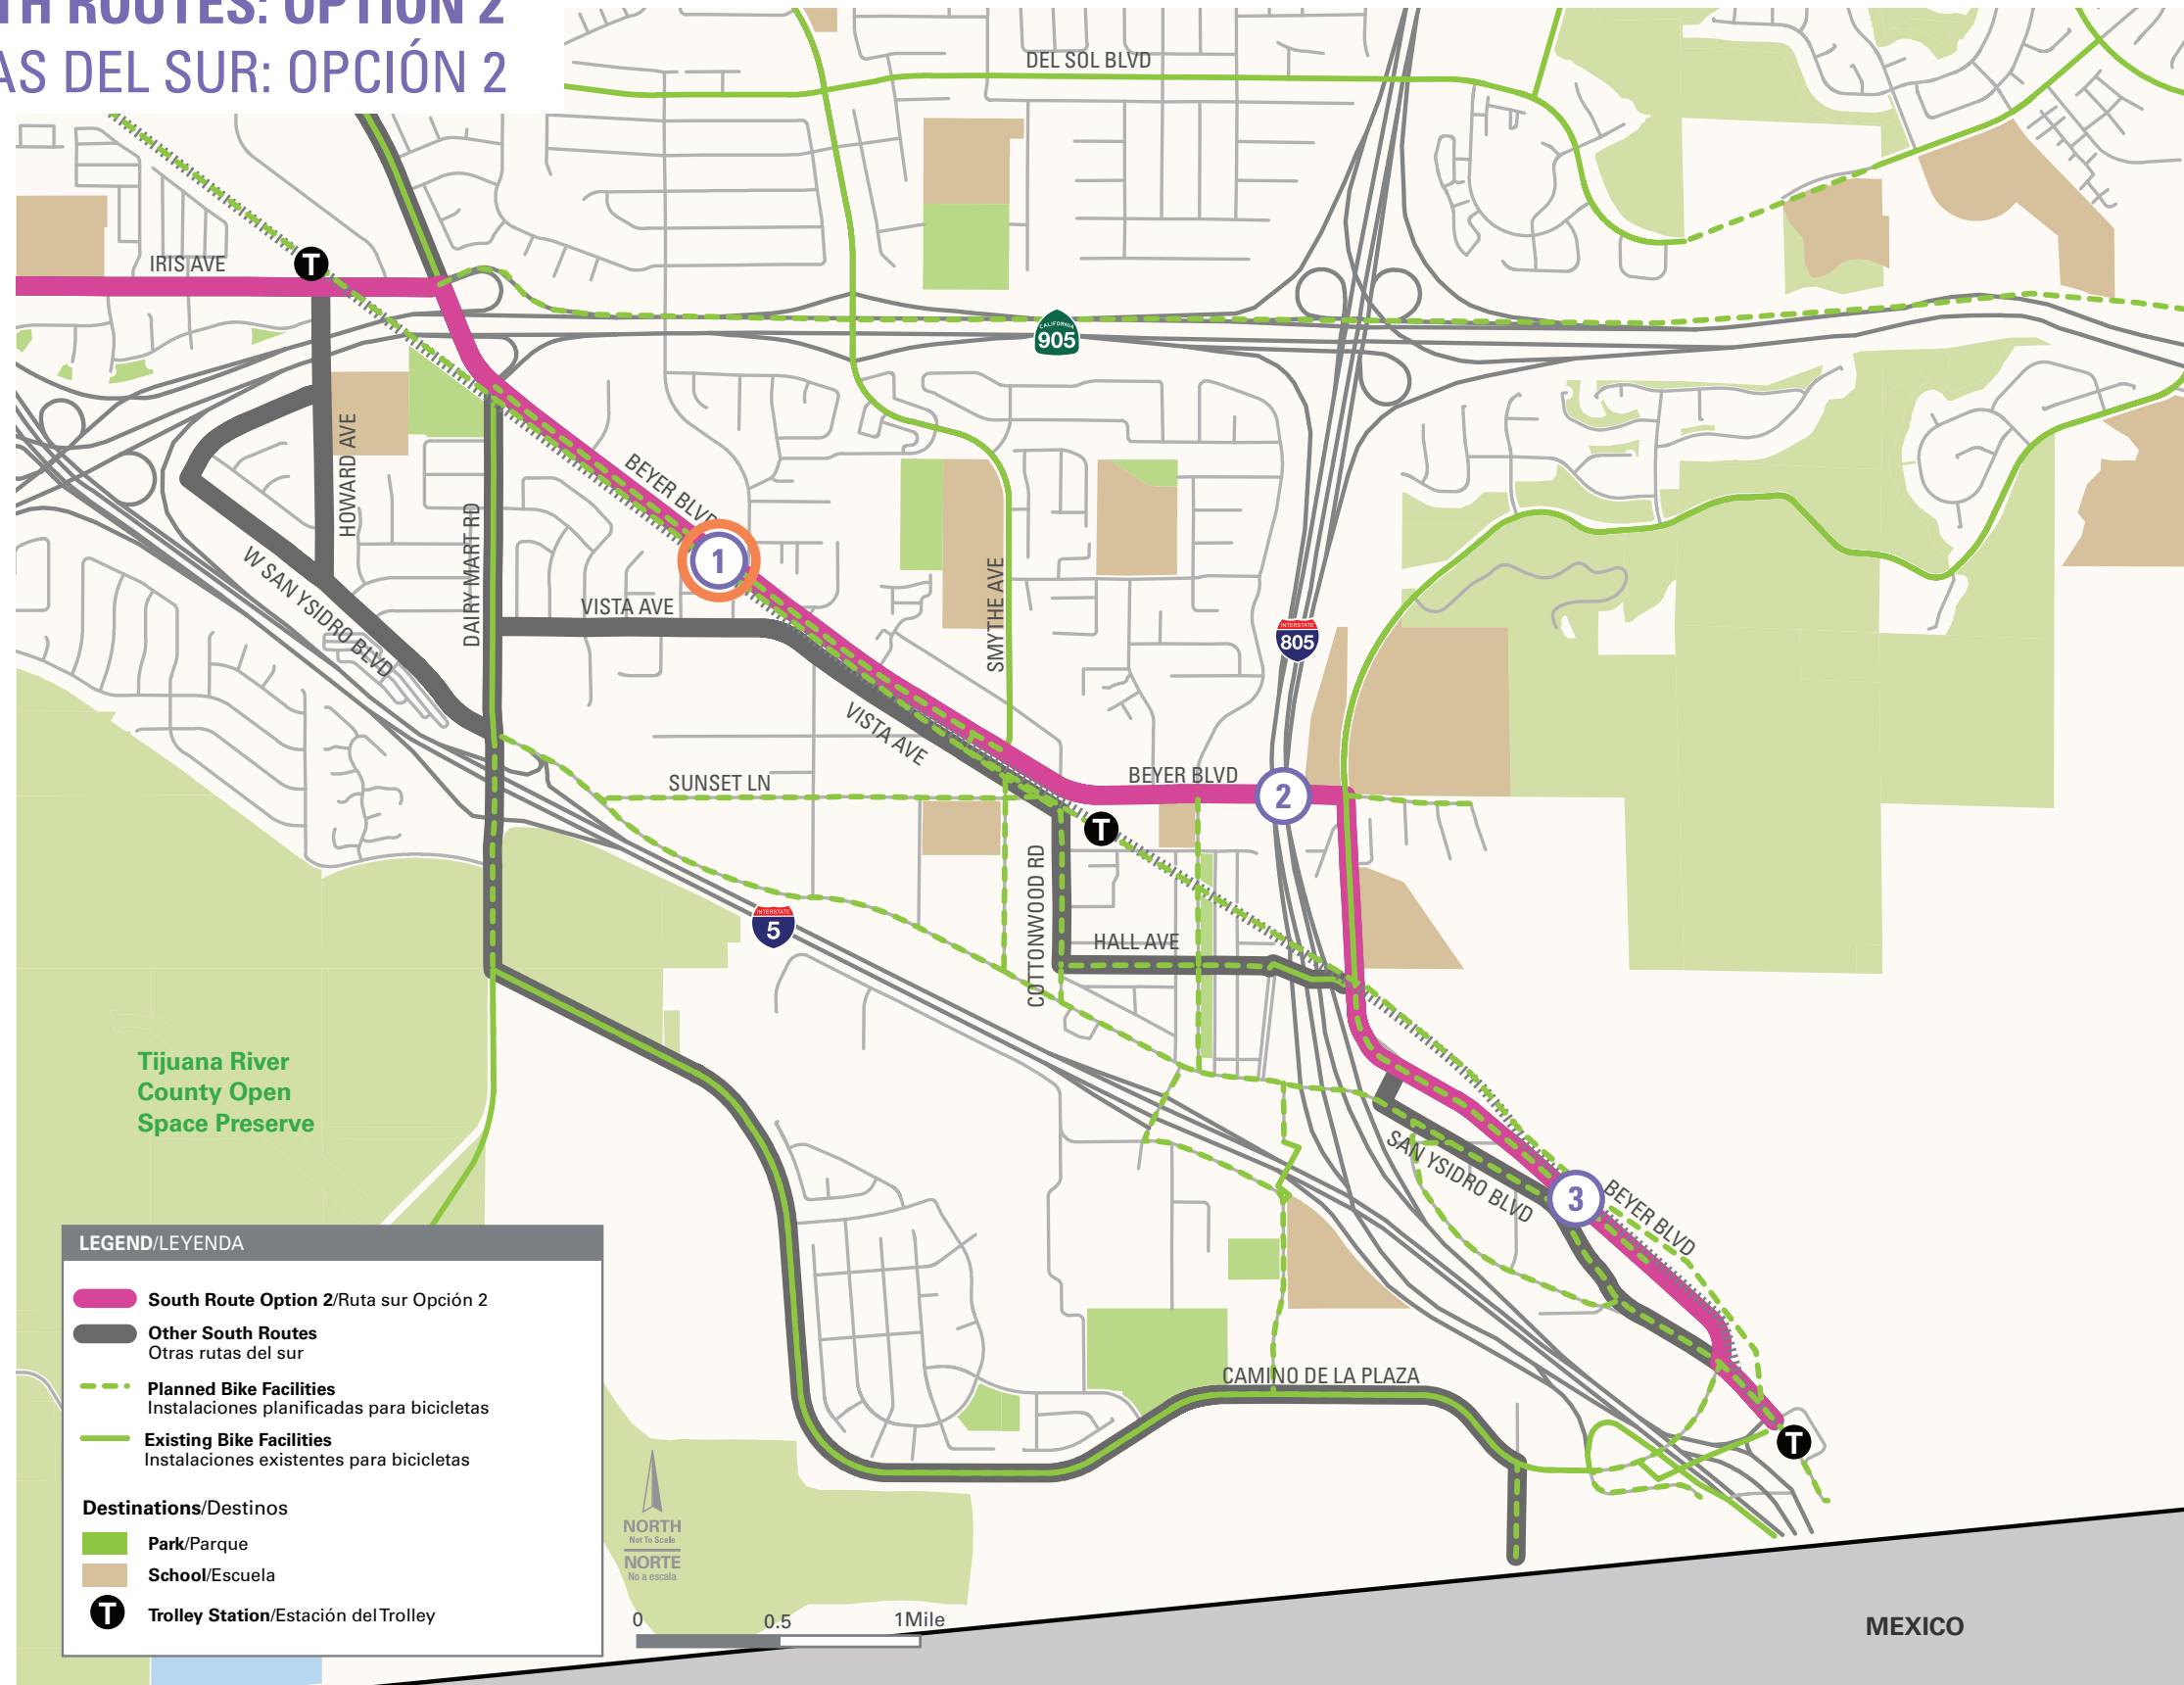 TH ROUTES: OPTION 2
AS DEL SUR: OPCIÓN 2
DEL SOL BLVD
IRIS AVE
T
CALIFORNIA
905
HOWARD AVE
BEYER BLVD
DAIRY MART RD
1
W SAN YSIDRO BLVD
VISTA AVE
SMYTHE AVE
INTERSTATE
805
VISTA AVE
SUNSET LN
BEYER BLVD
2
T
INTERSTATE
5
COTTONWOOD RD
HALL AVE
Tijuana River
County Open
Space Preserve
SAN YSIDRO BLVD
3
BEYER BLVD
CAMINO DE LA PLAZA
T
LEGEND/LEYENDA
South Route Option 2/Ruta sur Opción 2
Other South Routes
Otras rutas del sur
Planned Bike Facilities
Instalaciones planificadas para bicicletas
Existing Bike Facilities
Instalaciones existentes para bicicletas
Destinations/Destinos
Park/Parque
School/Escuela
T Trolley Station/Estación del Trolley
NORTH
Not To Scale
NORTE
No a escala
0 0.5 1Mile
MEXICO